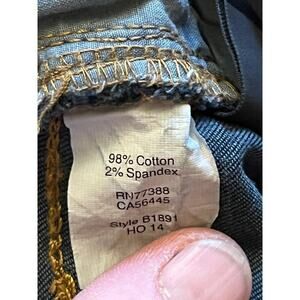 98% Cotton
2% Spandex
RN77388
CA56445
Style B1891
HO 14